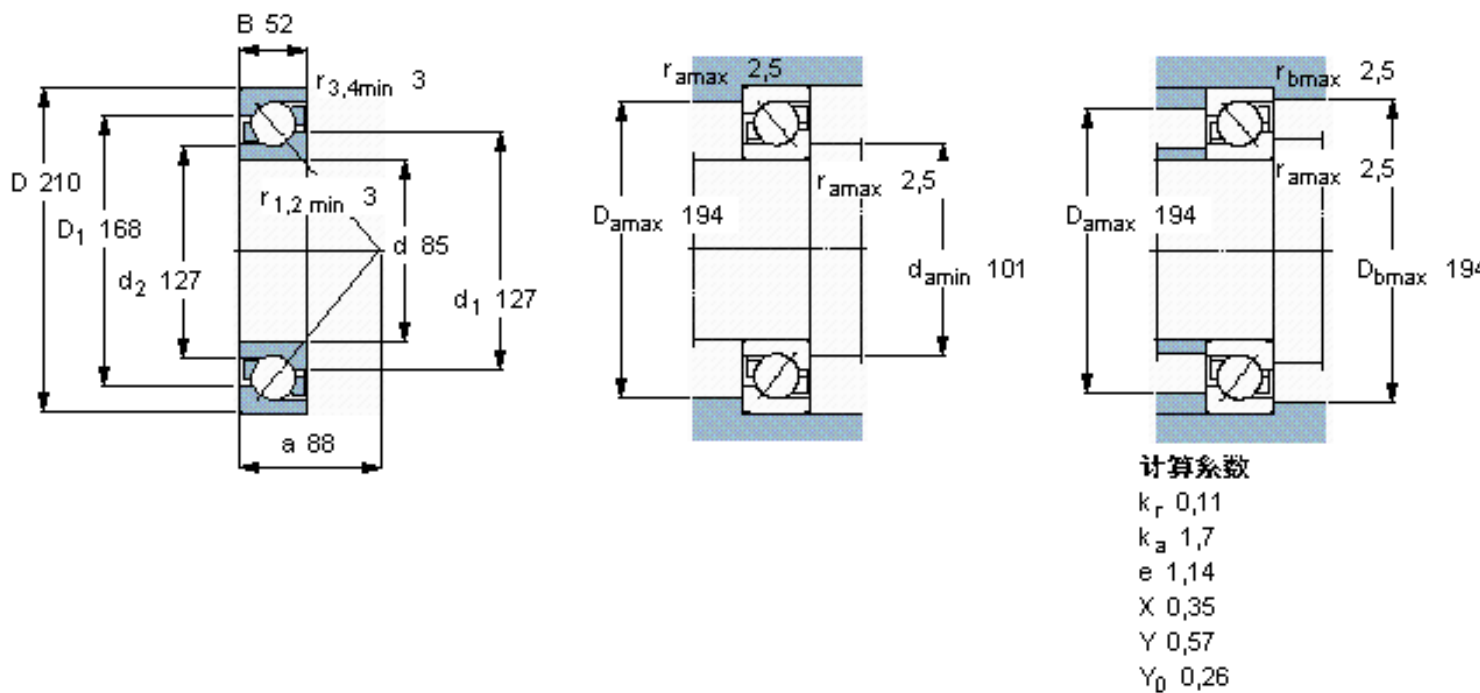 B 52
r3,4min 3
D 210
D1 168
r1,2 min 3
d 85
d2 127
d1 127
a 88
ramax 2,5
ramax 2,5
Damax 194
damin 101
rbmax 2,5
ramax 2,5
Damax 194
Dbmax 194
计算系数
kr 0,11
ka 1,7
e 1,14
X 0,35
Y 0,57
Y0 0,26